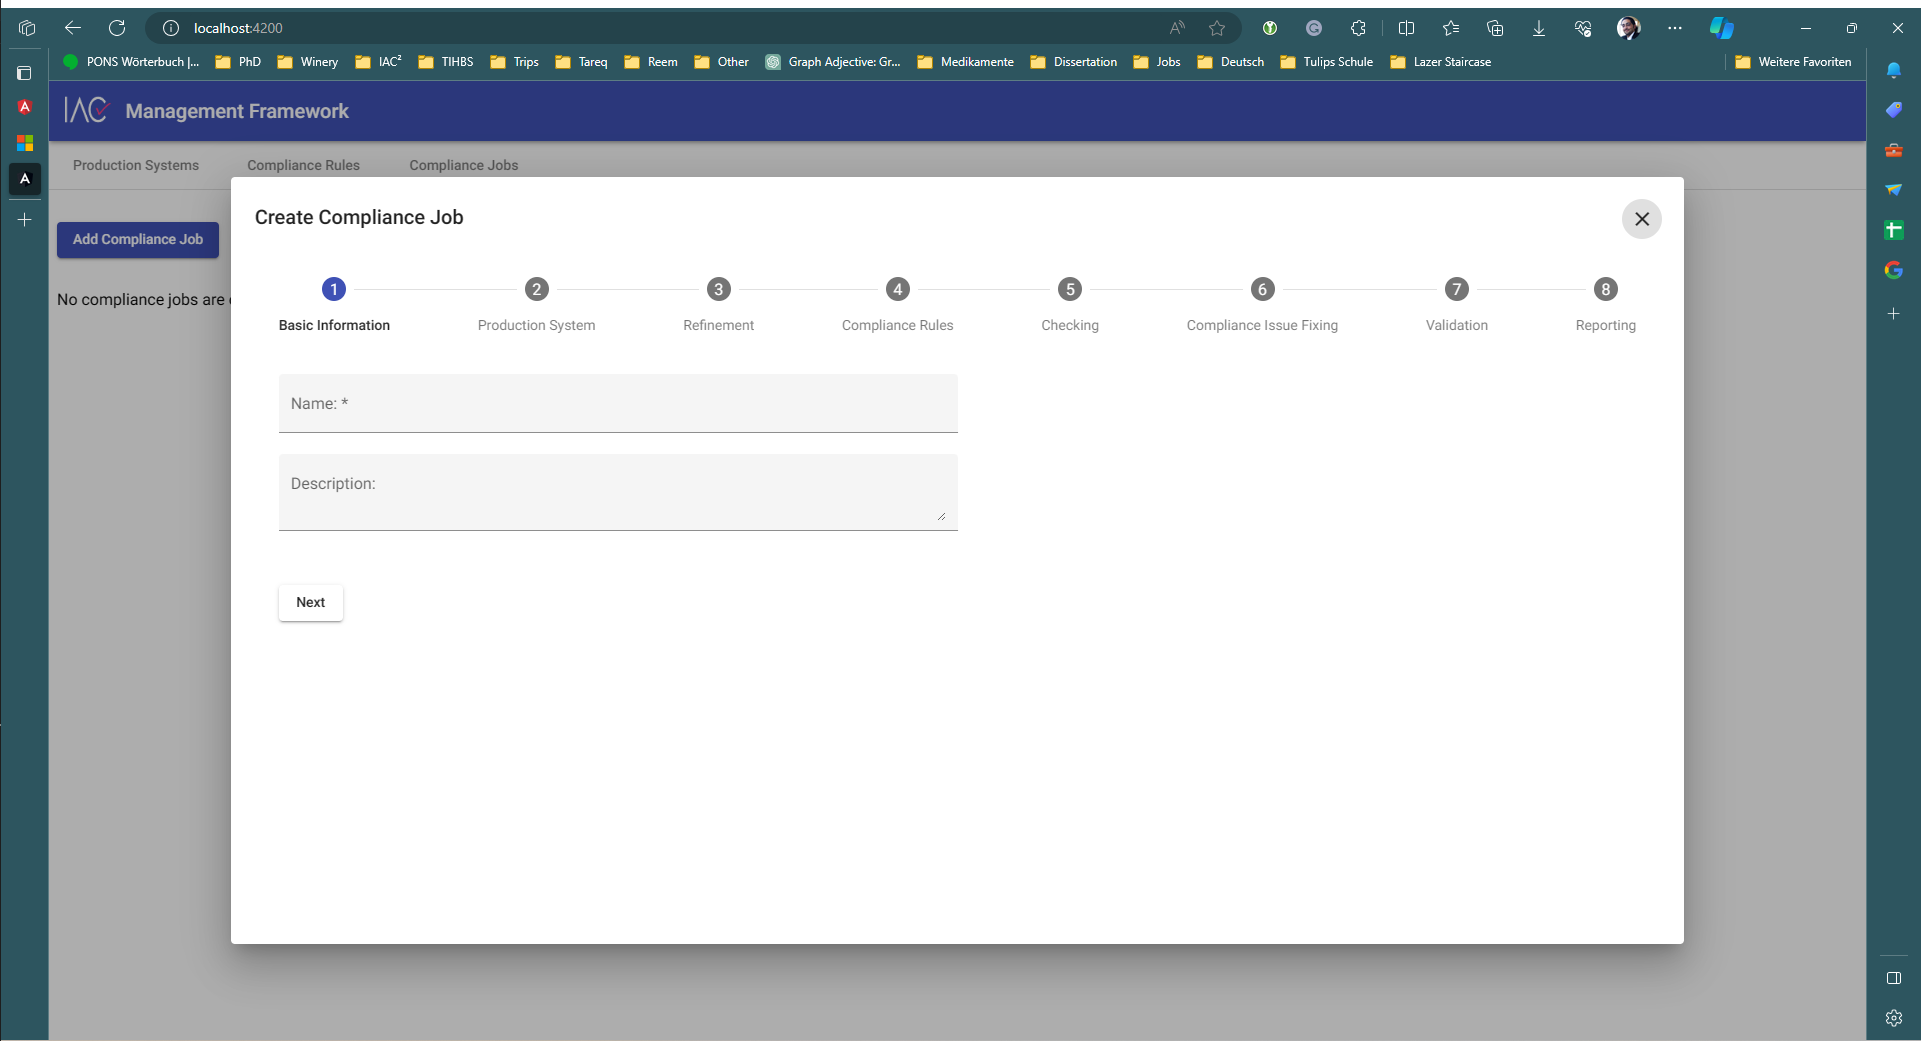 localhost:4200
PONS Wörterbuch |... PhD Winery IAC² TIHBS Trips Tareq Reem Other Graph Adjective: Gr... Medikamente Dissertation Jobs Deutsch Tulips Schule Lazer Staircase Weitere Favoriten
IAC Management Framework
Production Systems Compliance Rules Compliance Jobs
Create Compliance Job
Add Compliance Job
No compliance jobs are
1 2 3 4 5 6 7 8
Basic Information Production System Refinement Compliance Rules Checking Compliance Issue Fixing Validation Reporting
Name: *
Description:
Next